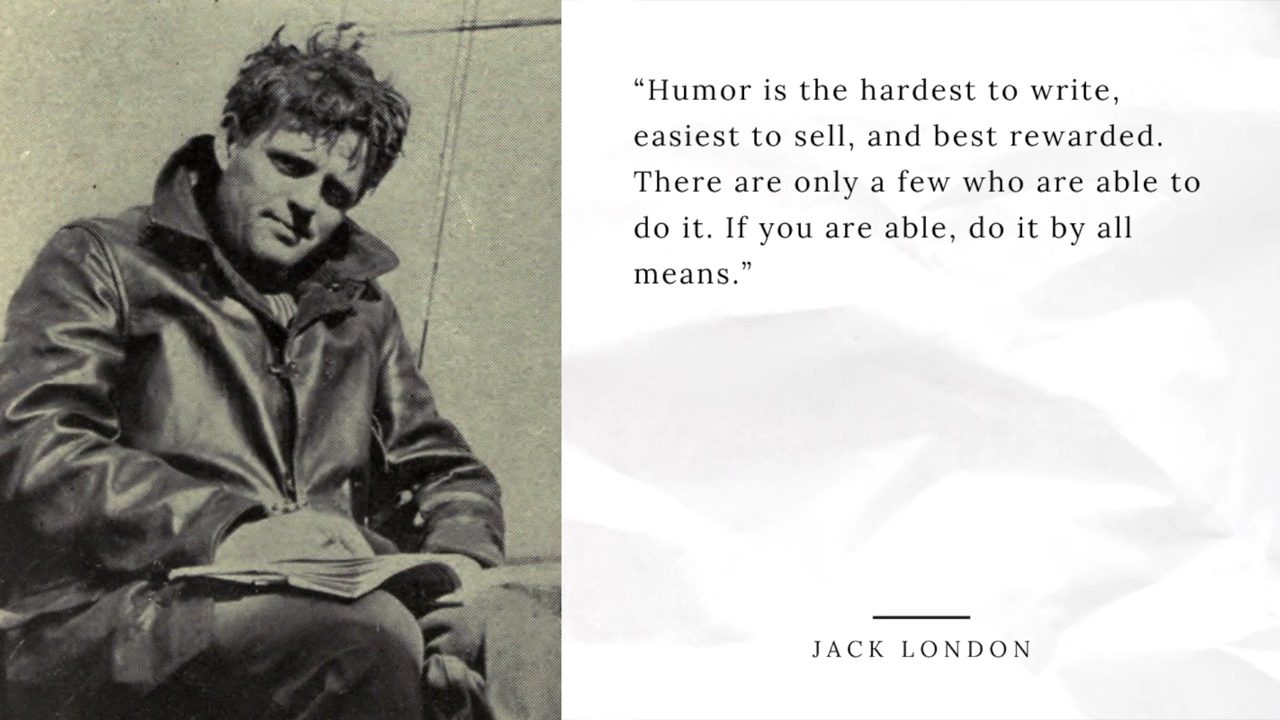 “Humor is the hardest to write,
easiest to sell, and best rewarded.
There are only a few who are able to
do it. If you are able, do it by all
means.”
JACK LONDON